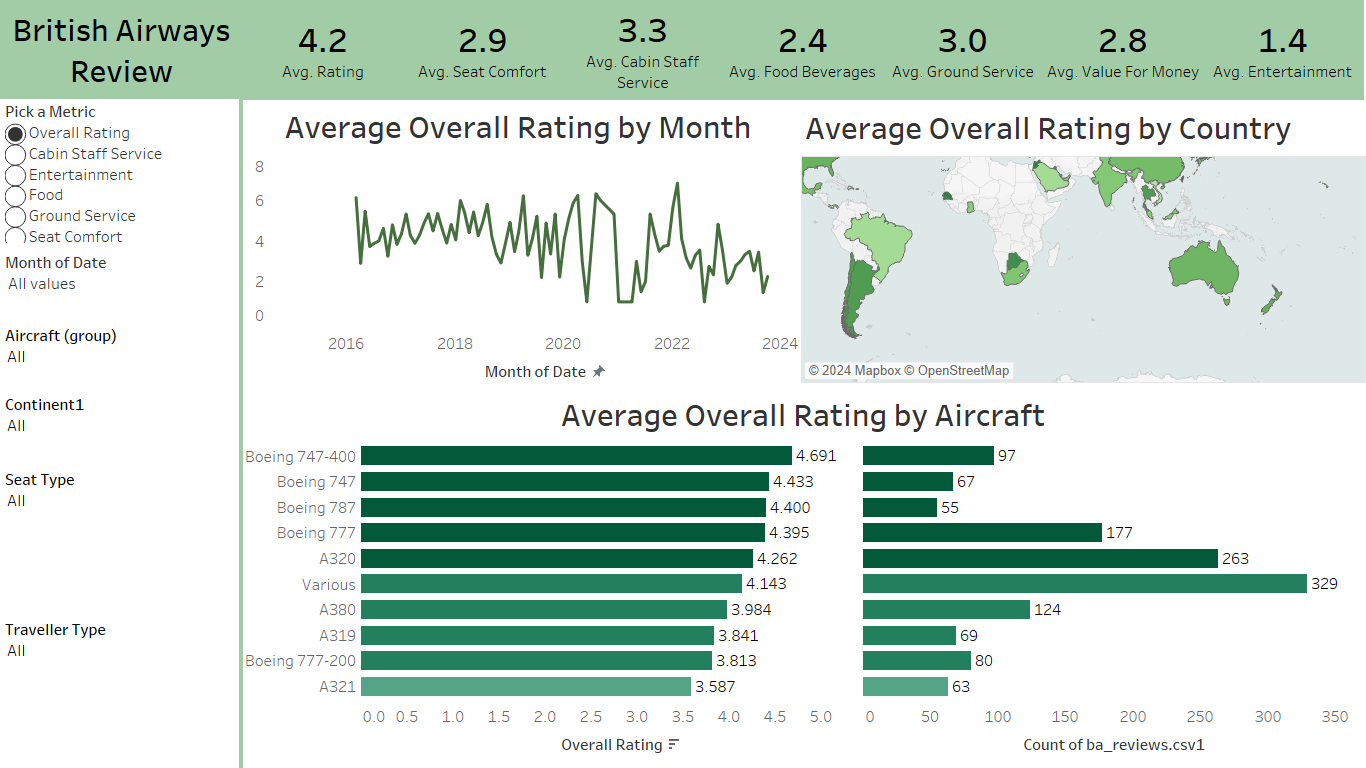 British Airways
Review
4.2
Avg. Rating
2.9
Avg. Seat Comfort
3.3
Avg. Cabin Staff
Service
2.4
Avg. Food Beverages
3.0
Avg. Ground Service
2.8
Avg. Value For Money
1.4
Avg. Entertainment
Pick a Metric
Overall Rating
Cabin Staff Service
Entertainment
Food
Ground Service
Seat Comfort
Month of Date
All values
Aircraft (group)
All
Continent1
All
Seat Type
All
Traveller Type
All
Average Overall Rating by Month
8
6
4
2
0
2016 2018 2020 2022 2024
Month of Date
Average Overall Rating by Country
© 2024 Mapbox © OpenStreetMap
Average Overall Rating by Aircraft
Boeing 747-400 4.691 97
Boeing 747 4.433 67
Boeing 787 4.400 55
Boeing 777 4.395 177
A320 4.262 263
Various 4.143 329
A380 3.984 124
A319 3.841 69
Boeing 777-200 3.813 80
A321 3.587 63
0.0 0.5 1.0 1.5 2.0 2.5 3.0 3.5 4.0 4.5 5.0 0 50 100 150 200 250 300 350
Overall Rating Count of ba_reviews.csv1